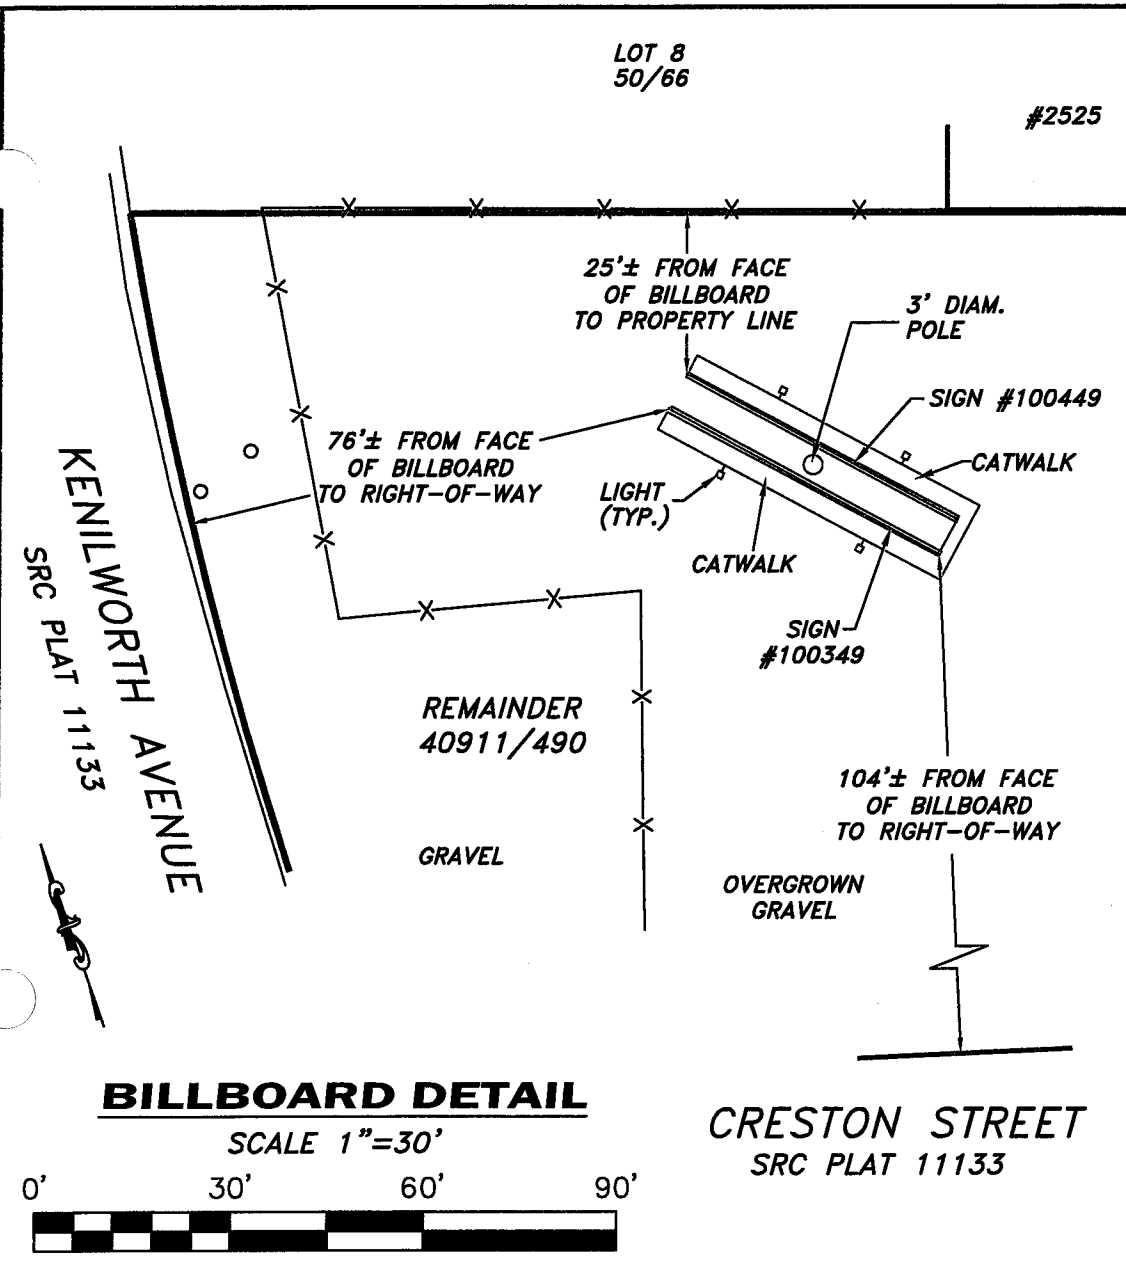 LOT 8
50/66
#2525
25'± FROM FACE
OF BILLBOARD
TO PROPERTY LINE
3' DIAM.
POLE
SIGN #100449
76'± FROM FACE
OF BILLBOARD
TO RIGHT-OF-WAY
CATWALK
LIGHT
(TYP.)
CATWALK
SIGN
#100349
KENILWORTH AVENUE
SRC PLAT 11133
REMAINDER
40911/490
104'± FROM FACE
OF BILLBOARD
TO RIGHT-OF-WAY
GRAVEL
OVERGROWN
GRAVEL
BILLBOARD DETAIL
SCALE 1"=30'
CRESTON STREET
SRC PLAT 11133
0' 30' 60' 90'